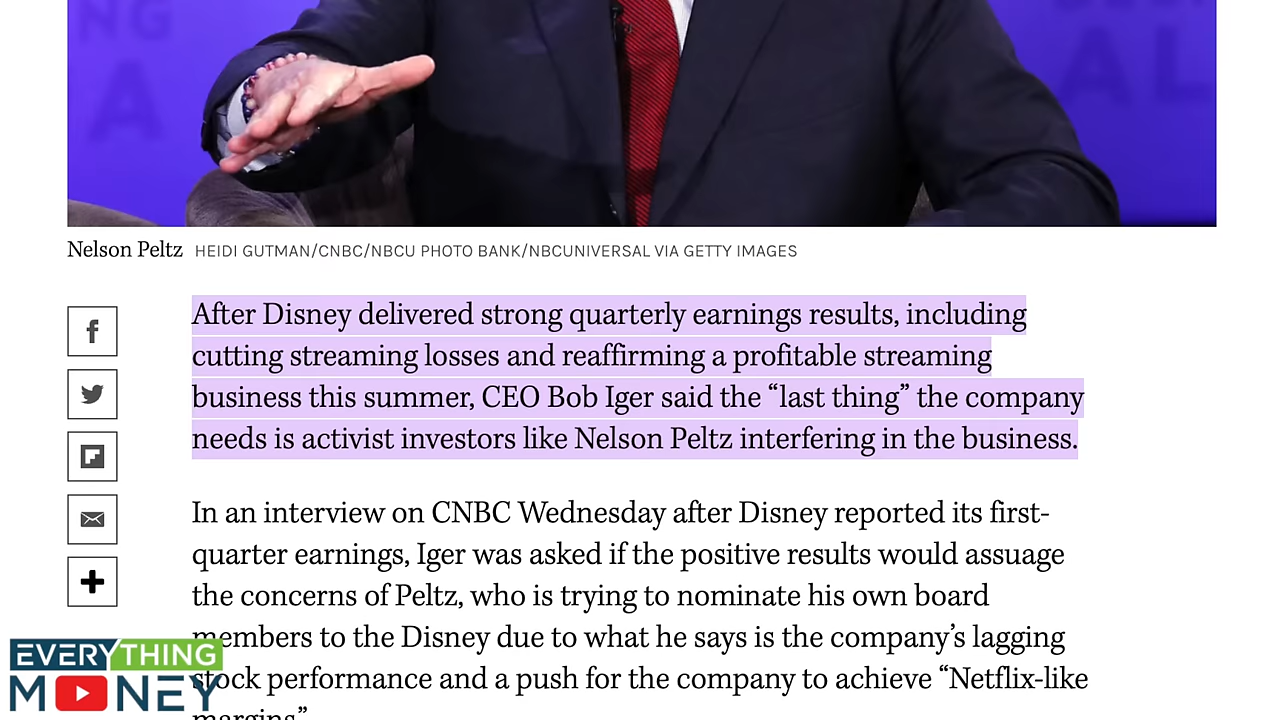 Nelson Peltz HEIDI GUTMAN/CNBC/NBCU PHOTO BANK/NBCUNIVERSAL VIA GETTY IMAGES
After Disney delivered strong quarterly earnings results, including
cutting streaming losses and reaffirming a profitable streaming
business this summer, CEO Bob Iger said the “last thing” the company
needs is activist investors like Nelson Peltz interfering in the business.
In an interview on CNBC Wednesday after Disney reported its first-
quarter earnings, Iger was asked if the positive results would assuage
the concerns of Peltz, who is trying to nominate his own board
members to the Disney due to what he says is the company’s lagging
stock performance and a push for the company to achieve “Netflix-like
margins”
EVERYTHING
MONEY